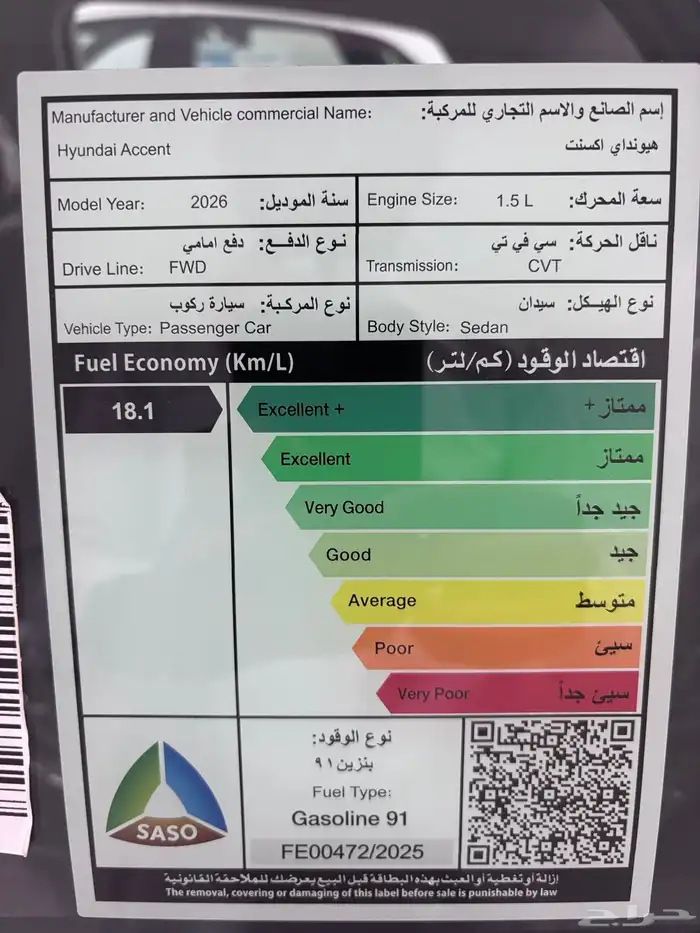 Manufacturer and Vehicle commercial Name: إسم الصانع والاسم التجاري للمركبة:
Hyundai Accent هيونداي اكسنت
Model Year: 2026 سنة الموديل:
Engine Size: 1.5 L سعة المحرك:
نوع الدفــع: دفع امامي
Drive Line: FWD
ناقل الحركة: سي في تي
Transmission: CVT
نوع المركـبة: سيارة ركوب
Vehicle Type: Passenger Car
نوع الهيـكل: سيدان
Body Style: Sedan
Fuel Economy (Km/L) اقتصاد الوقود (كم/لتر)
18.1
Excellent + ممتاز +
Excellent ممتاز
Very Good جيد جداً
Good جيد
Average متوسط
Poor سيئ
Very Poor سيئ جداً
SASO
نوع الوقود:
بنزين ٩١
Fuel Type:
Gasoline 91
FE00472/2025
إزالة أو تغطية أو العبث بهذه البطاقة قبل البيع يعرضك للملاحقة القانونية
The removal, covering or damaging of this label before sale is punishable by law
حراج